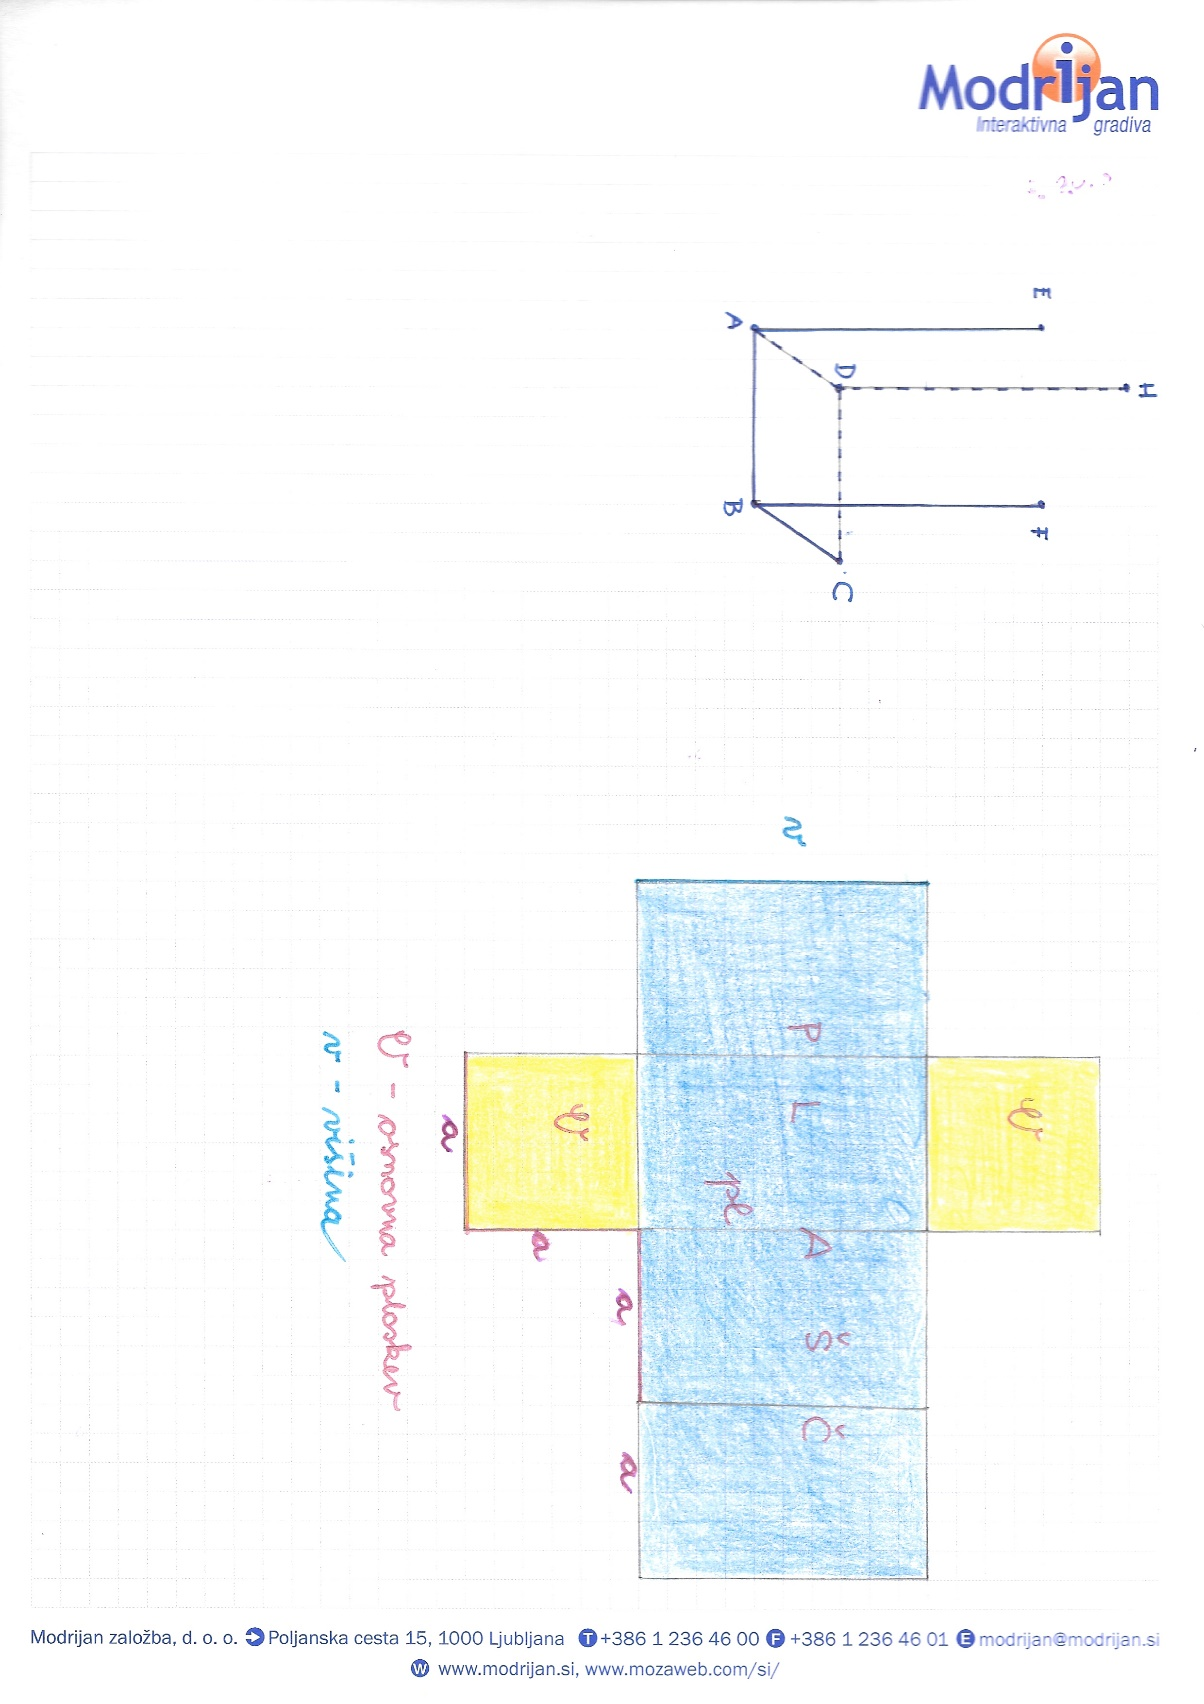 Modrijan
Interaktivna gradiva
E
H
A
D
B
F
C
v
P L A Š Č
pl
O
O
a
a
a
a
O - osnovna ploskev
v - višina
Modrijan založba, d. o. o. Poljanska cesta 15, 1000 Ljubljana T +386 1 236 46 00 F +386 1 236 46 01 E modrijan@modrijan.si
W www.modrijan.si, www.mozaweb.com/si/